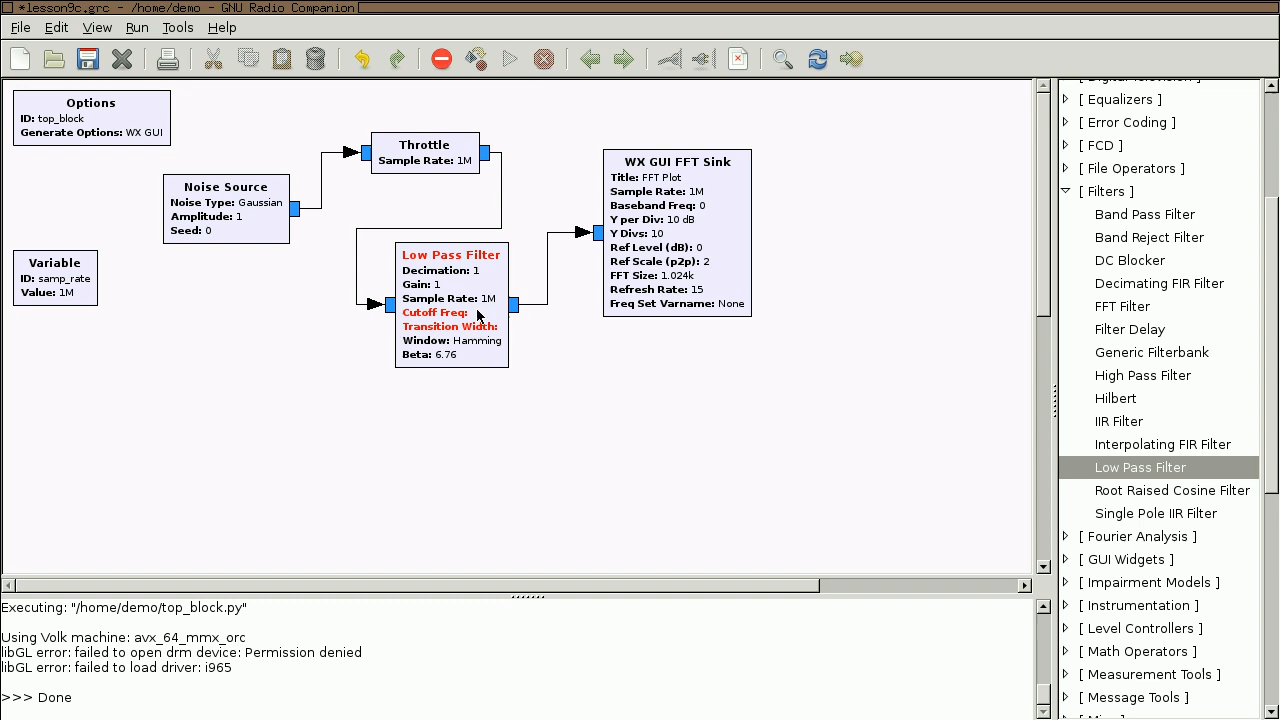 *lesson9c.grc - /home/demo - GNU Radio Companion
File Edit View Run Tools Help
Options
ID: top_block
Generate Options: WX GUI
Noise Source
Noise Type: Gaussian
Amplitude: 1
Seed: 0
Variable
ID: samp_rate
Value: 1M
Throttle
Sample Rate: 1M
Low Pass Filter
Decimation: 1
Gain: 1
Sample Rate: 1M
Cutoff Freq:
Transition Width:
Window: Hamming
Beta: 6.76
WX GUI FFT Sink
Title: FFT Plot
Sample Rate: 1M
Baseband Freq: 0
Y per Div: 10 dB
Y Divs: 10
Ref Level (dB): 0
Ref Scale (p2p): 2
FFT Size: 1.024k
Refresh Rate: 15
Freq Set Varname: None
[ Digital Television ]
[ Equalizers ]
[ Error Coding ]
[ FCD ]
[ File Operators ]
[ Filters ]
Band Pass Filter
Band Reject Filter
DC Blocker
Decimating FIR Filter
FFT Filter
Filter Delay
Generic Filterbank
High Pass Filter
Hilbert
IIR Filter
Interpolating FIR Filter
Low Pass Filter
Root Raised Cosine Filter
Single Pole IIR Filter
[ Fourier Analysis ]
[ GUI Widgets ]
[ Impairment Models ]
[ Instrumentation ]
[ Level Controllers ]
[ Math Operators ]
[ Measurement Tools ]
[ Message Tools ]
Executing: "/home/demo/top_block.py"
Using Volk machine: avx_64_mmx_orc
libGL error: failed to open drm device: Permission denied
libGL error: failed to load driver: i965
>>> Done